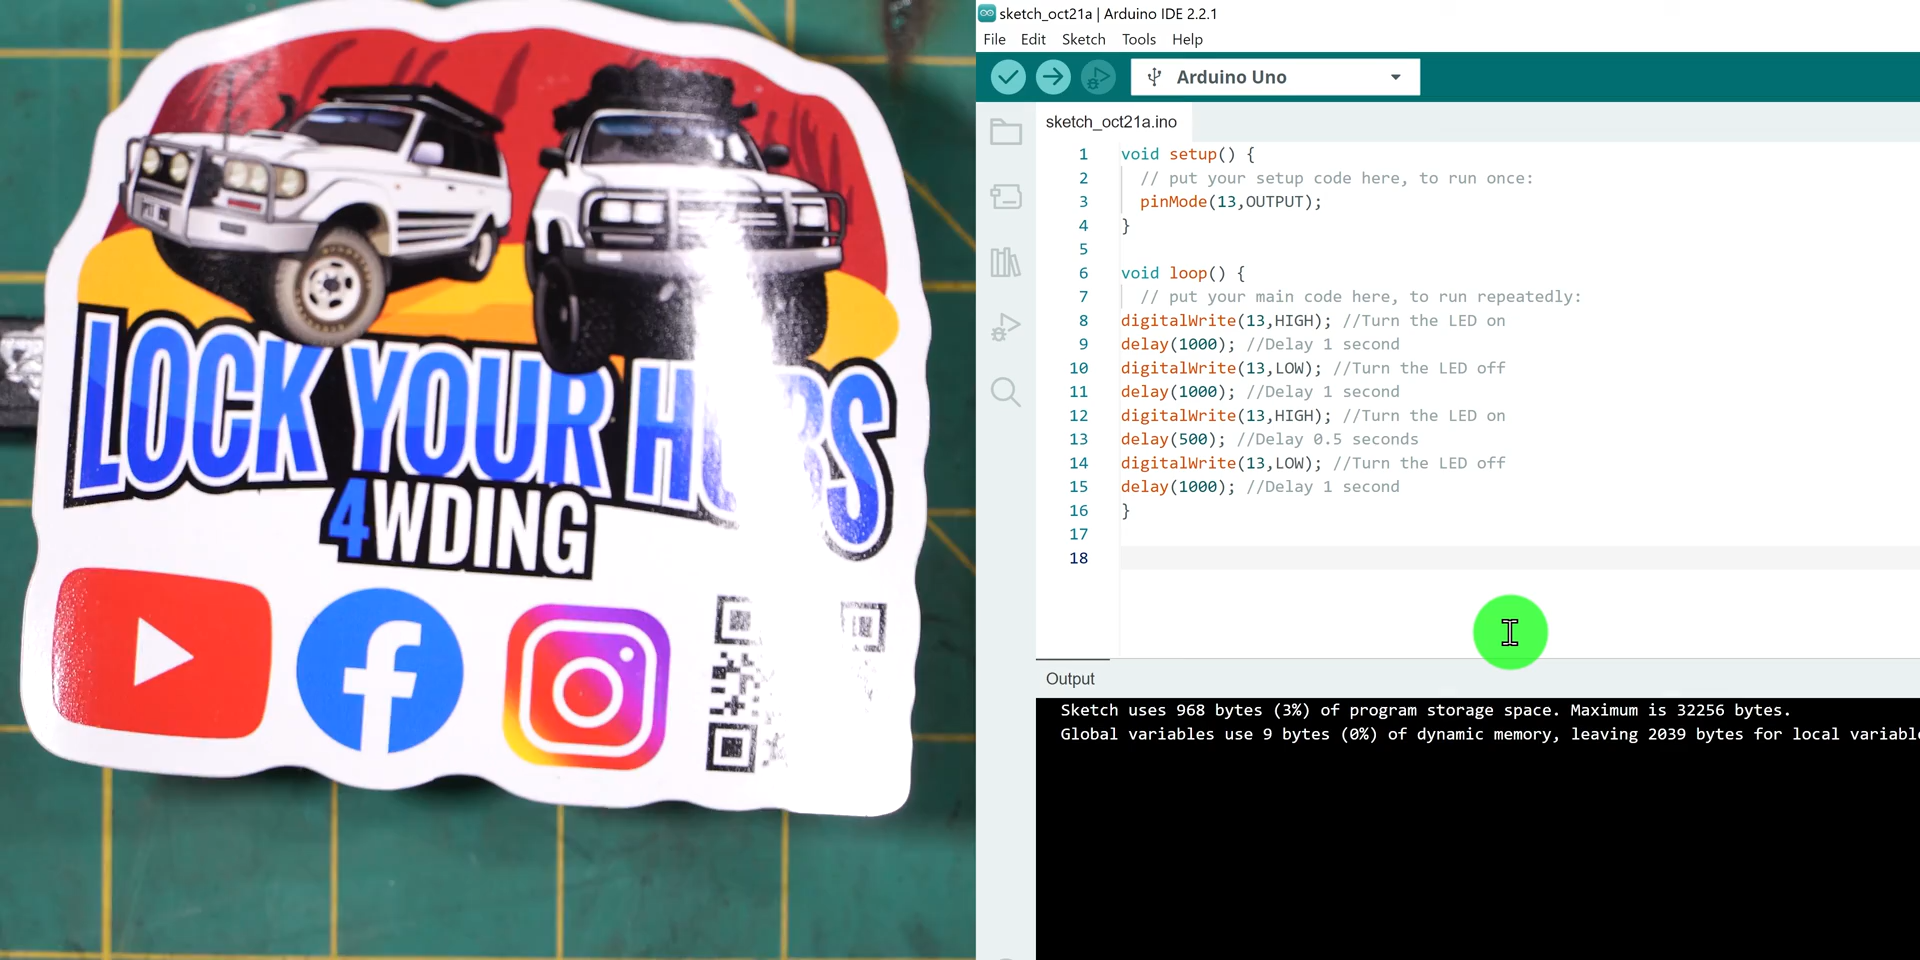 LOCK YOUR HUBS
4WDING
sketch_oct21a | Arduino IDE 2.2.1
File Edit Sketch Tools Help
Arduino Uno
sketch_oct21a.ino
1 void setup() {
2 // put your setup code here, to run once:
3 pinMode(13,OUTPUT);
4 }
5
6 void loop() {
7 // put your main code here, to run repeatedly:
8 digitalWrite(13,HIGH); //Turn the LED on
9 delay(1000); //Delay 1 second
10 digitalWrite(13,LOW); //Turn the LED off
11 delay(1000); //Delay 1 second
12 digitalWrite(13,HIGH); //Turn the LED on
13 delay(500); //Delay 0.5 seconds
14 digitalWrite(13,LOW); //Turn the LED off
15 delay(1000); //Delay 1 second
16 }
17
18
Output
Sketch uses 968 bytes (3%) of program storage space. Maximum is 32256 bytes.
Global variables use 9 bytes (0%) of dynamic memory, leaving 2039 bytes for local